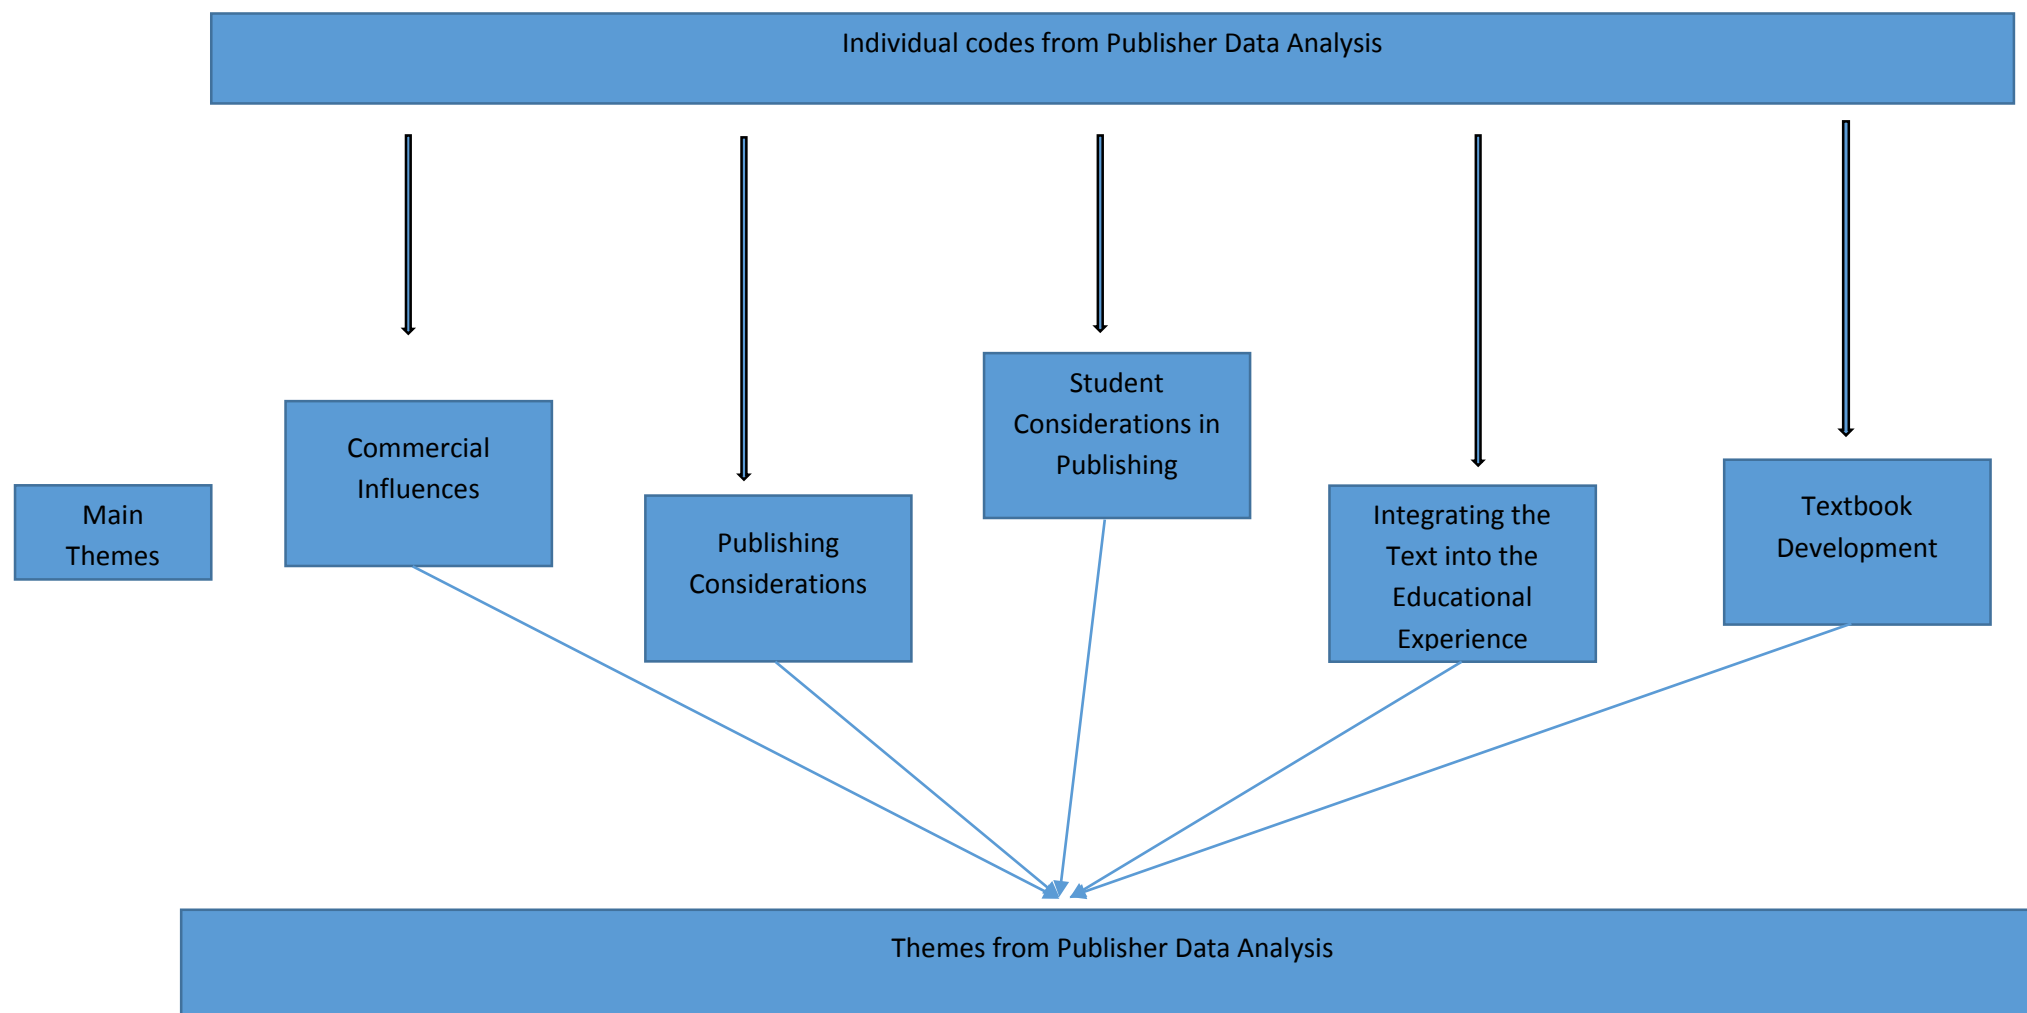 Individual codes from Publisher Data Analysis
Main
Themes
Commercial
Influences
Publishing
Considerations
Student
Considerations in
Publishing
Integrating the
Text into the
Educational
Experience
Textbook
Development
Themes from Publisher Data Analysis